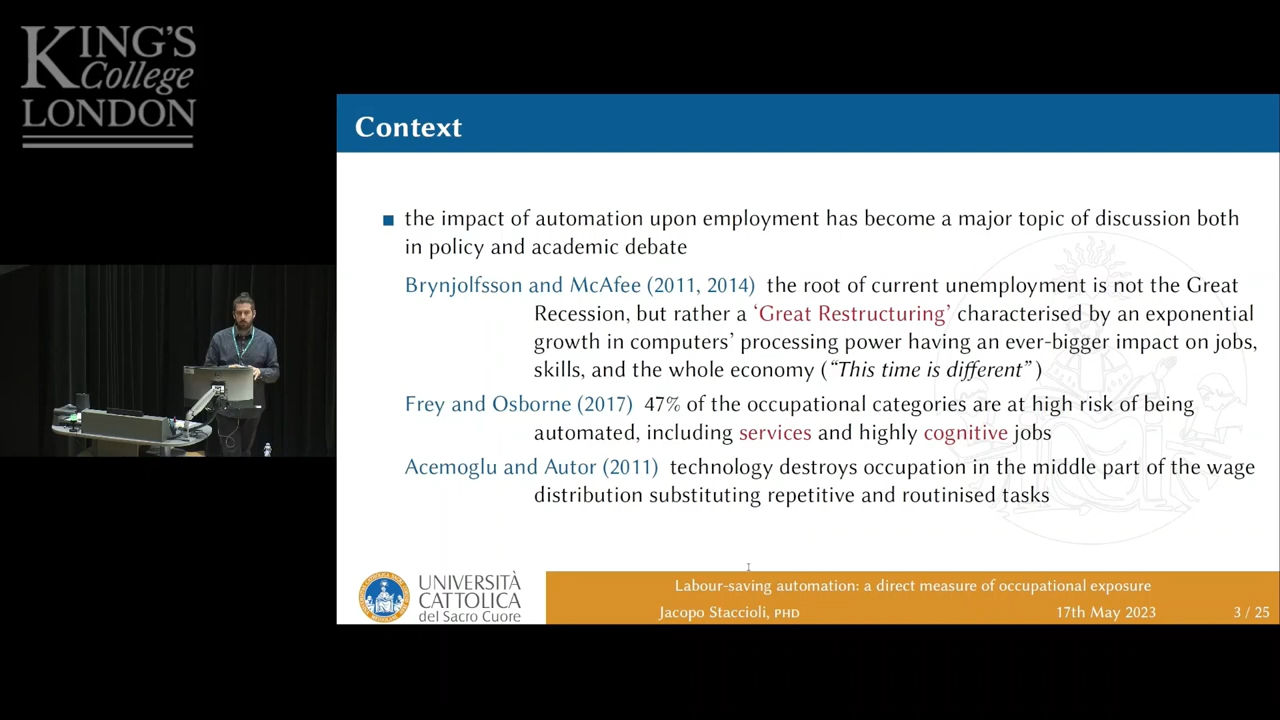 KING'S
College
LONDON
Context
the impact of automation upon employment has become a major topic of discussion both
in policy and academic debate
Brynjolfsson and McAfee (2011, 2014) the root of current unemployment is not the Great
Recession, but rather a ‘Great Restructuring’ characterised by an exponential
growth in computers’ processing power having an ever-bigger impact on jobs,
skills, and the whole economy (“This time is different”)
Frey and Osborne (2017) 47% of the occupational categories are at high risk of being
automated, including services and highly cognitive jobs
Acemoglu and Autor (2011) technology destroys occupation in the middle part of the wage
distribution substituting repetitive and routinised tasks
UNIVERSITÀ
CATTOLICA
del Sacro Cuore
Labour-saving automation: a direct measure of occupational exposure
Jacopo Staccioli, PHD 17th May 2023 3 / 25